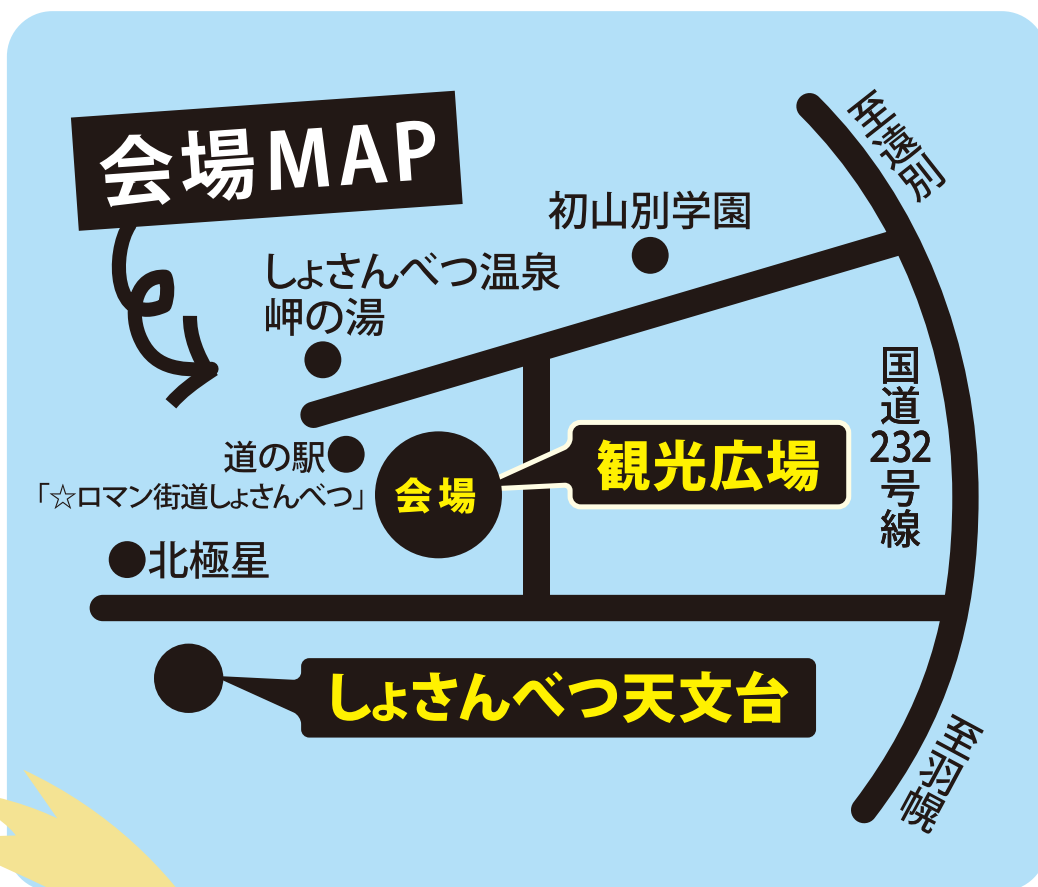 会場MAP
至遠別
初山別学園
しょさんべつ温泉
岬の湯
国道232号線
道の駅
「☆ロマン街道しょさんべつ」
会場
観光広場
北極星
しょさんべつ天文台
至羽幌